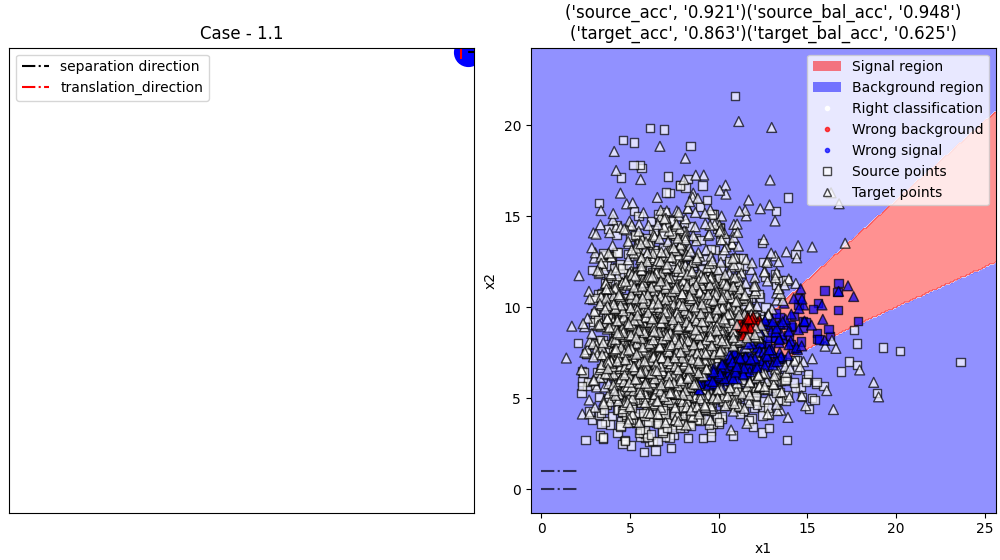 Case - 1.1
separation direction
translation_direction
('source_acc', '0.921')('source_bal_acc', '0.948')
('target_acc', '0.863')('target_bal_acc', '0.625')
Signal region
Background region
Right classification
Wrong background
Wrong signal
Source points
Target points
20
15
10
5
0
x2
0
5
10
15
20
25
x1